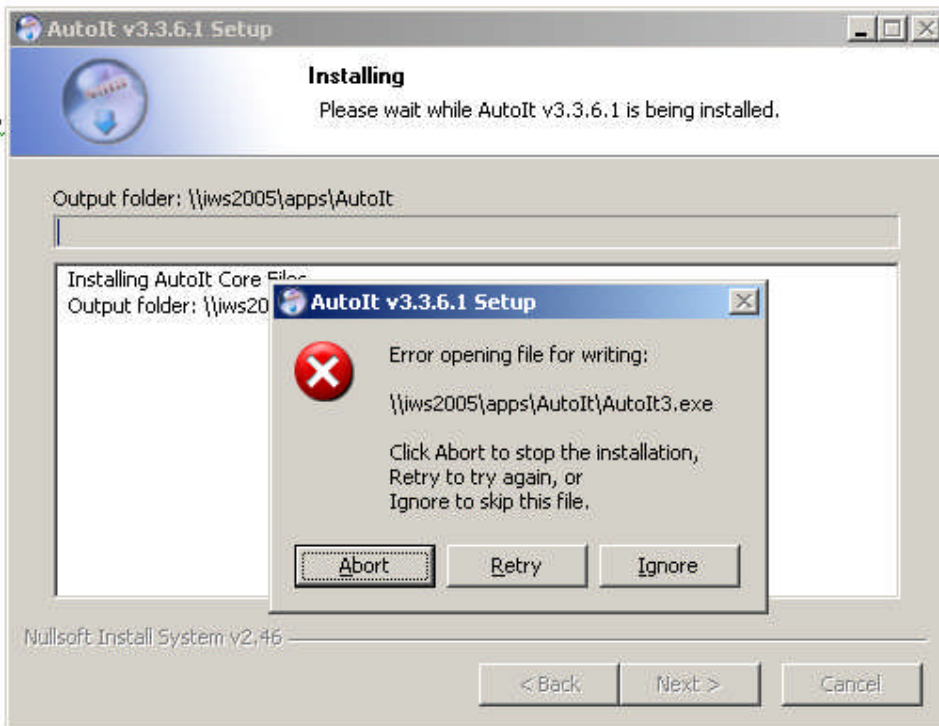 AutoIt v3.3.6.1 Setup
Installing
Please wait while AutoIt v3.3.6.1 is being installed.
Output folder: \\iws2005\apps\AutoIt
Installing AutoIt Core Files
Output folder: \\iws20
AutoIt v3.3.6.1 Setup
Error opening file for writing:
\\iws2005\apps\AutoIt\AutoIt3.exe
Click Abort to stop the installation,
Retry to try again, or
Ignore to skip this file.
Abort Retry Ignore
Nullsoft Install System v2.46
< Back Next > Cancel